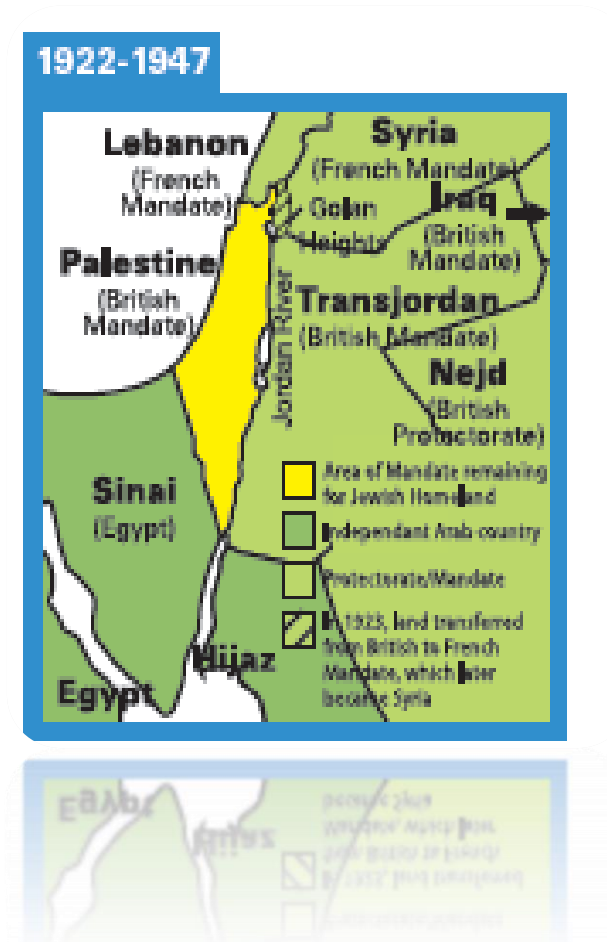 1922-1947
Lebanon
(French
Mandate)
Syria
(French Mandate)
Golan
Heights
Iraq
(British
Mandate)
Palestine
(British
Mandate)
Jordan River
Transjordan
(British Mandate)
Nejd
(British
Protectorate)
Sinai
(Egypt)
Area of Mandate remaining
for Jewish Homeland
Independant Arab country
Protectorate/Mandate
In 1923, land transferred
from British to French
Mandate, which later
became Syria
Hijaz
Egypt